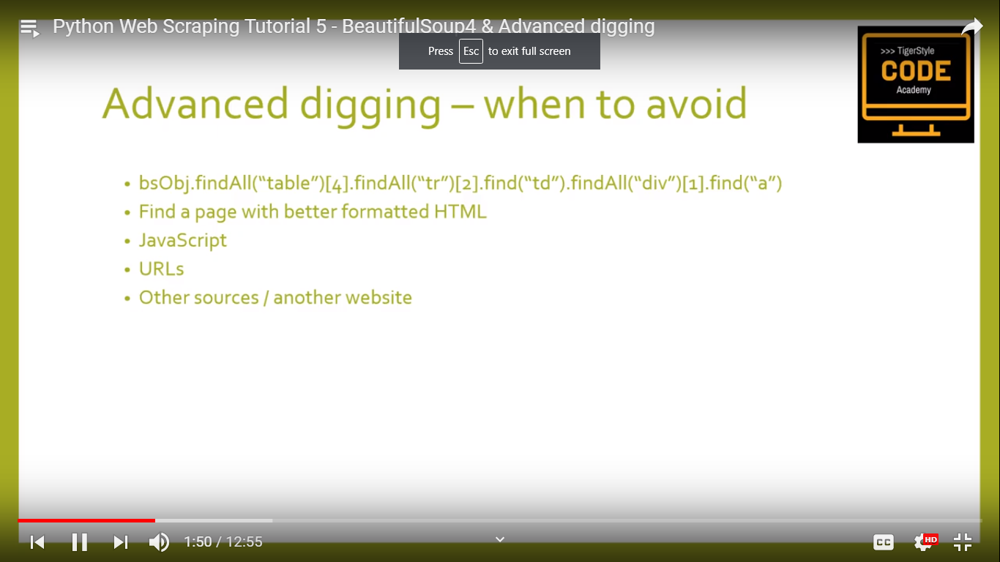 Python Web Scraping Tutorial 5 - BeautifulSoup4 & Advanced digging
Press Esc to exit full screen
>>> TigerStyle
CODE
Academy
Advanced digging – when to avoid
• bsObj.findAll(“table”)[4].findAll(“tr”)[2].find(“td”).findAll(“div”)[1].find(“a”)
• Find a page with better formatted HTML
• JavaScript
• URLs
• Other sources / another website
1:50 / 12:55
CC
HD